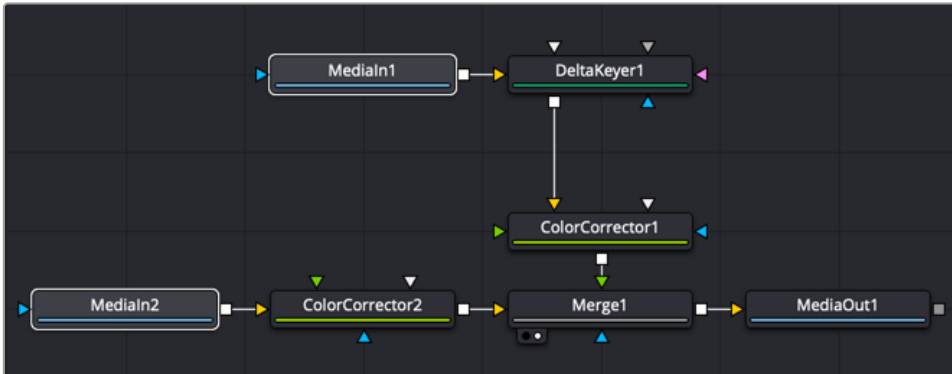 MediaIn1
DeltaKeyer1
ColorCorrector1
MediaIn2
ColorCorrector2
Merge1
MediaOut1